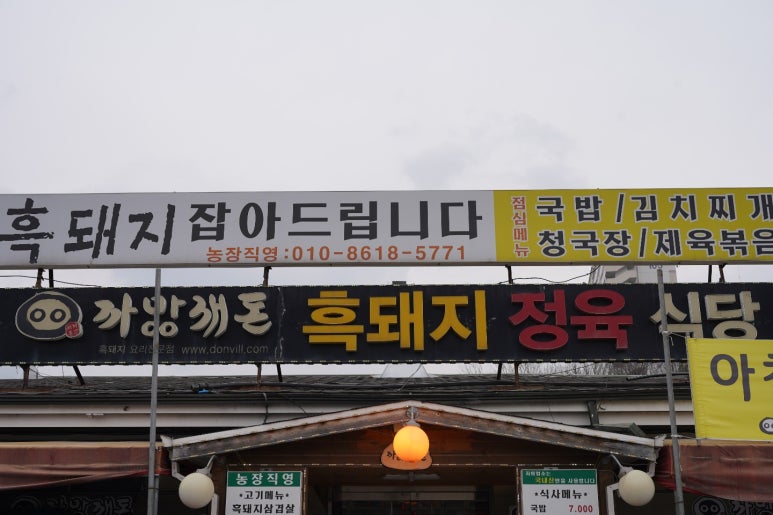 흑돼지 잡아드립니다
농장직영:010-8618-5771
점심메뉴
국밥/김치찌개
청국장/제육볶음
까망깨돈
흑돼지 요리전문점 www.donvill.com
흑돼지 정육 식당
농장직영
고기메뉴
흑돼지삼겹살
국내산
식사메뉴
국밥 7.000